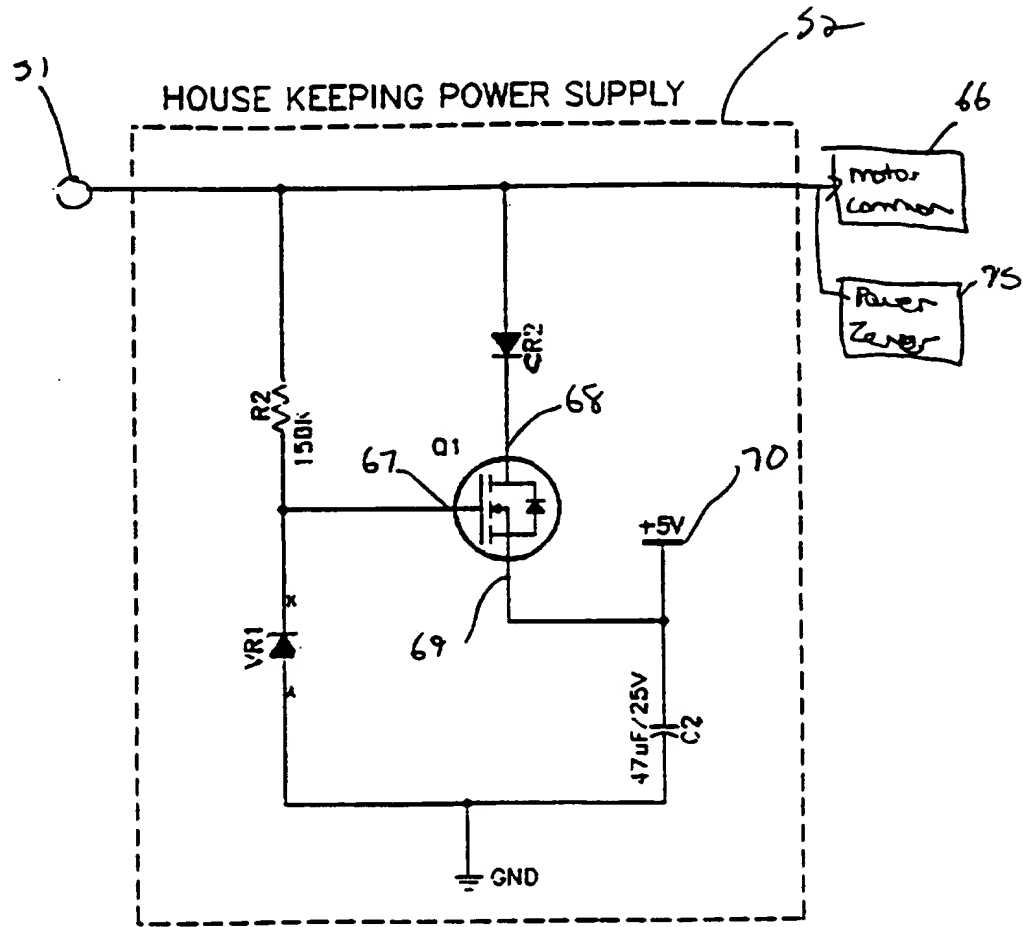 52
31
HOUSE KEEPING POWER SUPPLY
66
motor
common
75
Power
Zener
CR2
R2
150K
68
Q1
67
70
+5V
69
VR1
47uF/25V
C2
GND